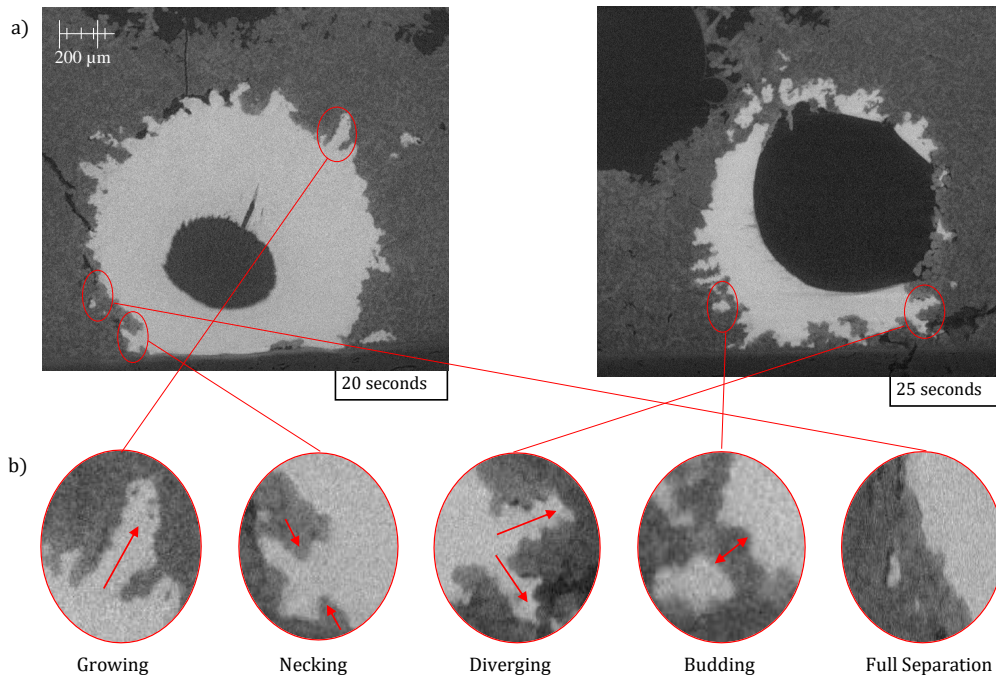 a)
200 µm
20 seconds
25 seconds
b)
Growing
Necking
Diverging
Budding
Full Separation